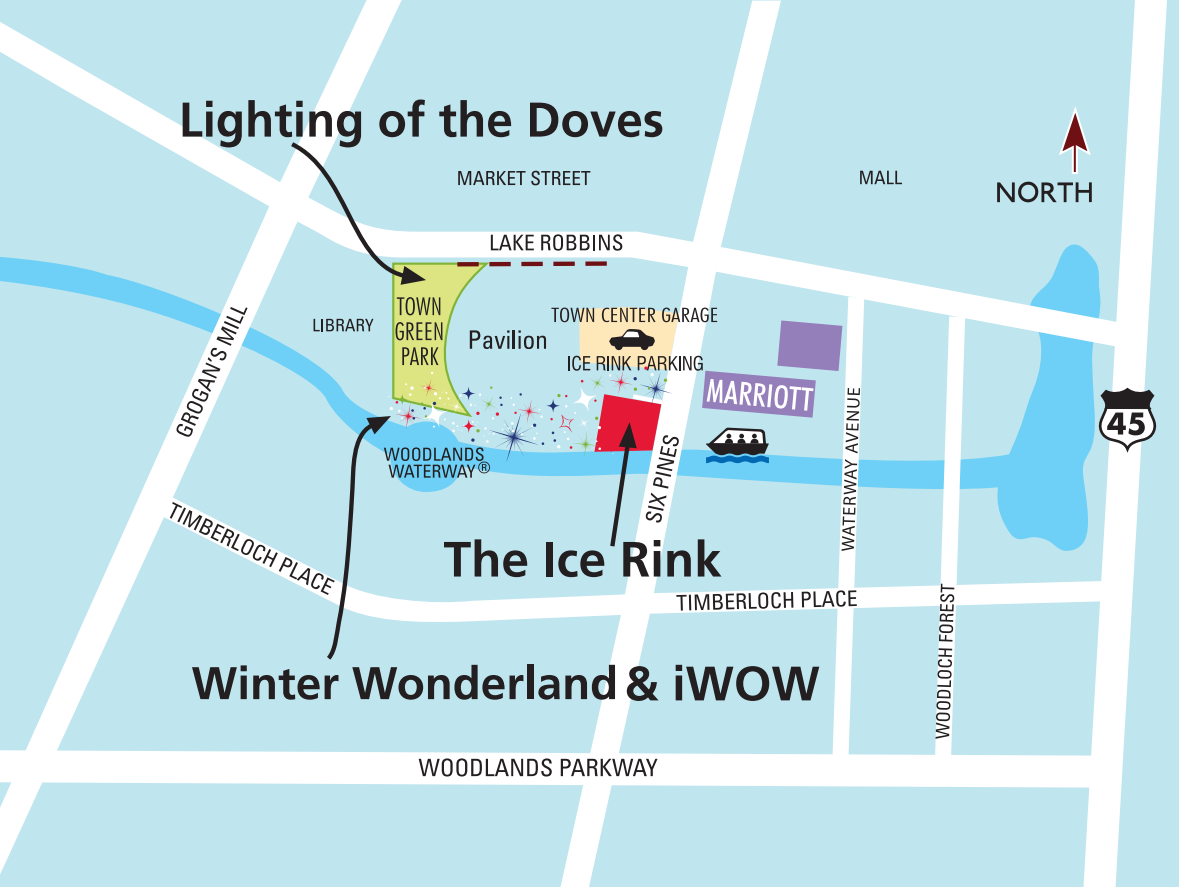 Lighting of the Doves
MARKET STREET
MALL
NORTH
LAKE ROBBINS
TOWN
GREEN
PARK
LIBRARY
Pavilion
TOWN CENTER GARAGE
ICE RINK PARKING
MARRIOTT
GROGAN'S MILL
45
WOODLANDS
WATERWAY®
SIX PINES
WATERWAY AVENUE
TIMBERLOCH PLACE
The Ice Rink
TIMBERLOCH PLACE
WOODLOCH FOREST
Winter Wonderland & iWOW
WOODLANDS PARKWAY